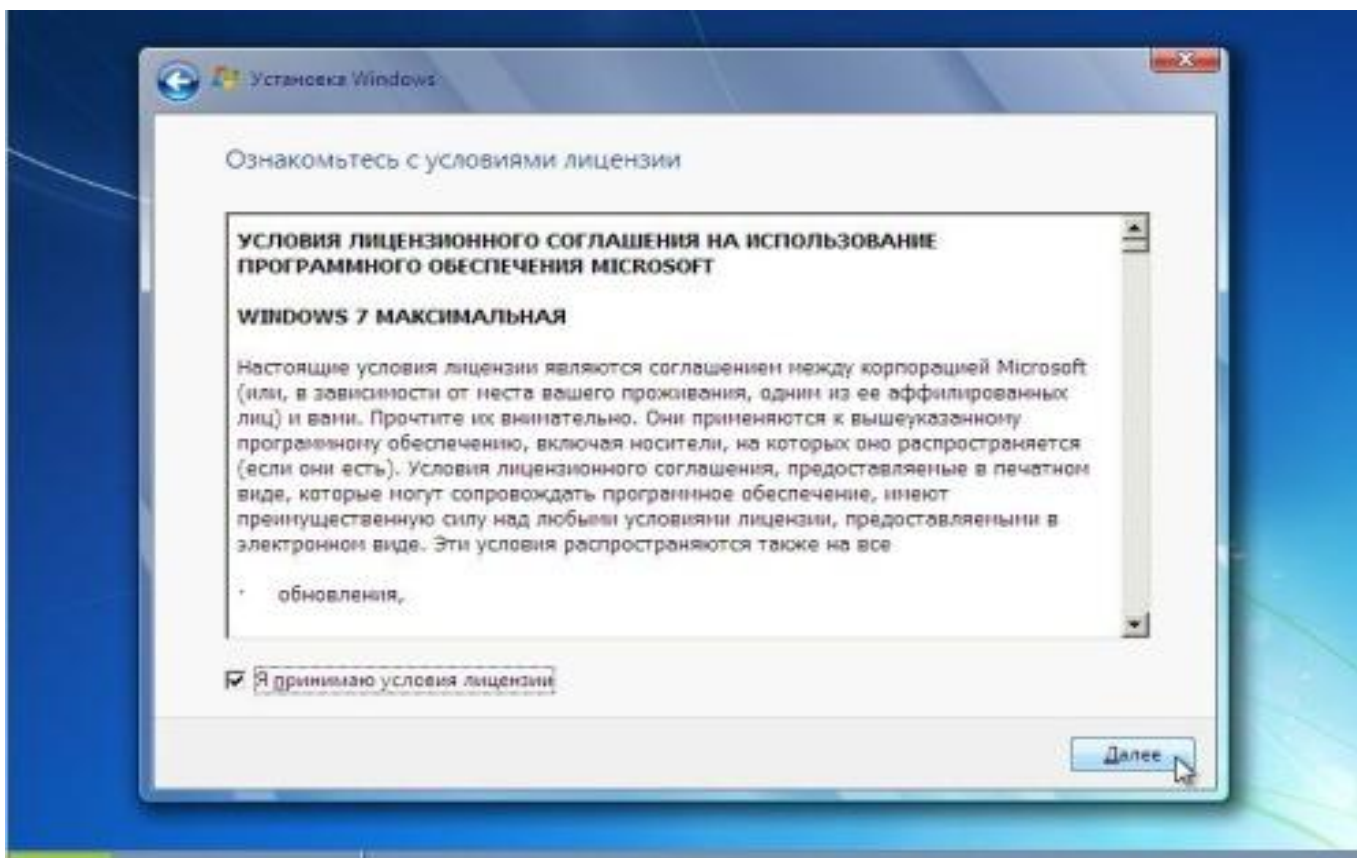 Установка Windows
Ознакомьтесь с условиями лицензии
УСЛОВИЯ ЛИЦЕНЗИОННОГО СОГЛАШЕНИЯ НА ИСПОЛЬЗОВАНИЕ
ПРОГРАММНОГО ОБЕСПЕЧЕНИЯ MICROSOFT
WINDOWS 7 МАКСИМАЛЬНАЯ
Настоящие условия лицензии являются соглашением между корпорацией Microsoft
(или, в зависимости от места вашего проживания, одним из ее аффилированных
лиц) и вами. Прочтите их внимательно. Они применяются к вышеуказанному
программному обеспечению, включая носители, на которых оно распространяется
(если они есть). Условия лицензионного соглашения, предоставляемые в печатном
виде, которые могут сопровождать программное обеспечение, имеют
преимущественную силу над любыми условиями лицензии, предоставляемыми в
электронном виде. Эти условия распространяются также на все
· обновления,
Я принимаю условия лицензии
Далее